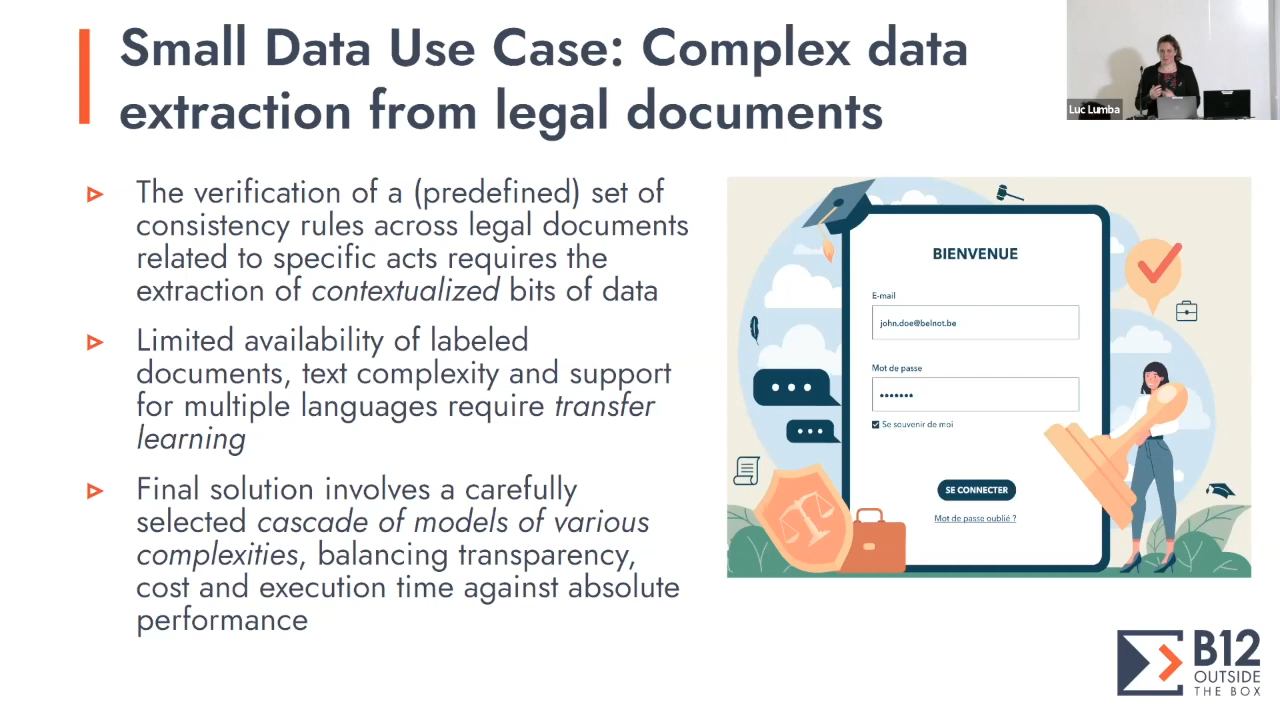 Small Data Use Case: Complex data
extraction from legal documents
Luc Lumba
The verification of a (predefined) set of
consistency rules across legal documents
related to specific acts requires the
extraction of contextualized bits of data
Limited availability of labeled
documents, text complexity and support
for multiple languages require transfer
learning
Final solution involves a carefully
selected cascade of models of various
complexities, balancing transparency,
cost and execution time against absolute
performance
BIENVENUE
E-mail
john.doe@belnot.be
Mot de passe
Se souvenir de moi
SE CONNECTER
Mot de passe oublié ?
B12
OUTSIDE
THE BOX